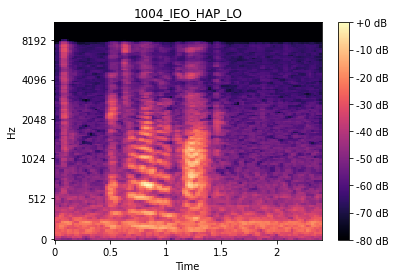 1004_IEO_HAP_LO
+0 dB
8192
-10 dB
4096
-20 dB
-30 dB
2048
Hz
-40 dB
1024
-50 dB
-60 dB
512
-70 dB
0
-80 dB
0
0.5
1
1.5
2
Time